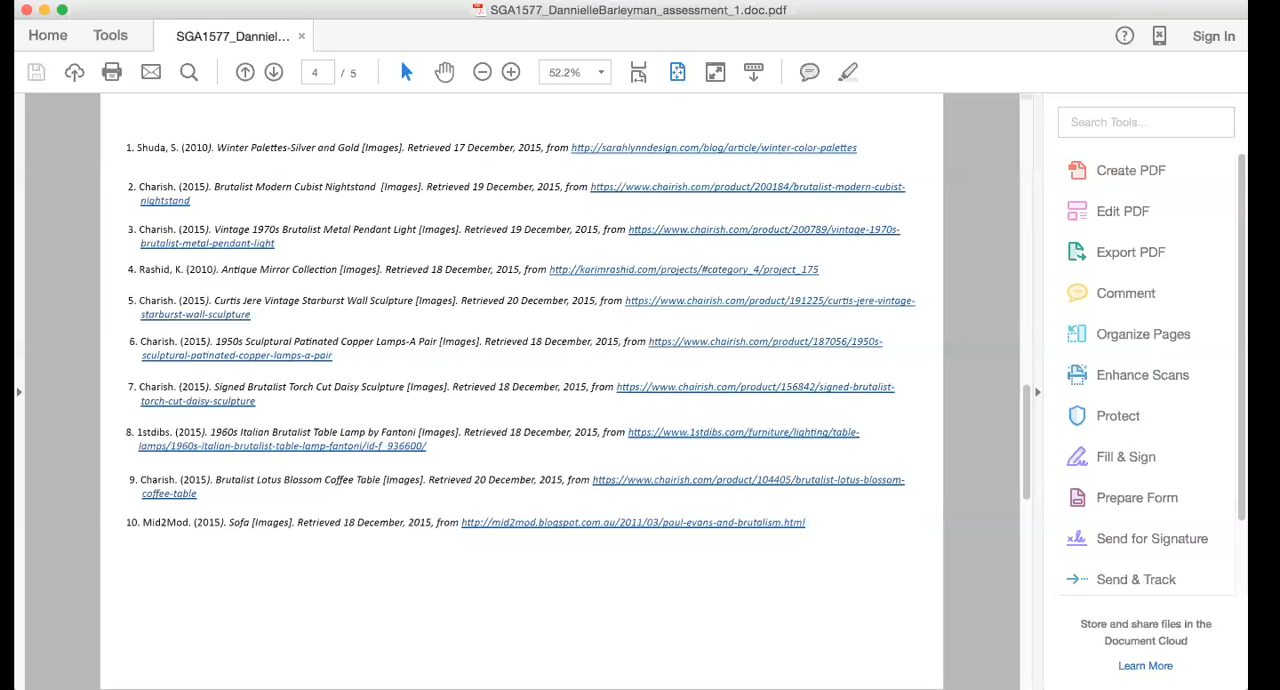 SGA1577_DannielleBarleyman_assessment_1.doc.pdf
Home Tools SGA1577_Danniel... × Sign In
4 / 5 52.2%
1. Shuda, S. (2010). Winter Palettes-Silver and Gold [Images]. Retrieved 17 December, 2015, from http://sarahlynndesign.com/blog/article/winter-color-palettes
2. Charish. (2015). Brutalist Modern Cubist Nightstand [Images]. Retrieved 19 December, 2015, from https://www.chairish.com/product/200184/brutalist-modern-cubist-
nightstand
3. Charish. (2015). Vintage 1970s Brutalist Metal Pendant Light [Images]. Retrieved 19 December, 2015, from https://www.chairish.com/product/200789/vintage-1970s-
brutalist-metal-pendant-light
4. Rashid, K. (2010). Antique Mirror Collection [Images]. Retrieved 18 December, 2015, from http://karimrashid.com/projects/#category_4/project_175
5. Charish. (2015). Curtis Jere Vintage Starburst Wall Sculpture [Images]. Retrieved 20 December, 2015, from https://www.chairish.com/product/191225/curtis-jere-vintage-
starburst-wall-sculpture
6. Charish. (2015). 1950s Sculptural Patinated Copper Lamps-A Pair [Images]. Retrieved 18 December, 2015, from https://www.chairish.com/product/187056/1950s-
sculptural-patinated-copper-lamps-a-pair
7. Charish. (2015). Signed Brutalist Torch Cut Daisy Sculpture [Images]. Retrieved 18 December, 2015, from https://www.chairish.com/product/156842/signed-brutalist-
torch-cut-daisy-sculpture
8. 1stdibs. (2015). 1960s Italian Brutalist Table Lamp by Fantoni [Images]. Retrieved 18 December, 2015, from https://www.1stdibs.com/furniture/lighting/table-
lamps/1960s-italian-brutalist-table-lamp-fantoni/id-f_936600/
9. Charish. (2015). Brutalist Lotus Blossom Coffee Table [Images]. Retrieved 20 December, 2015, from https://www.chairish.com/product/104405/brutalist-lotus-blossom-
coffee-table
10. Mid2Mod. (2015). Sofa [Images]. Retrieved 18 December, 2015, from http://mid2mod.blogspot.com.au/2011/03/paul-evans-and-brutalism.html
Search Tools...
Create PDF
Edit PDF
Export PDF
Comment
Organize Pages
Enhance Scans
Protect
Fill & Sign
Prepare Form
Send for Signature
Send & Track
Store and share files in the
Document Cloud
Learn More